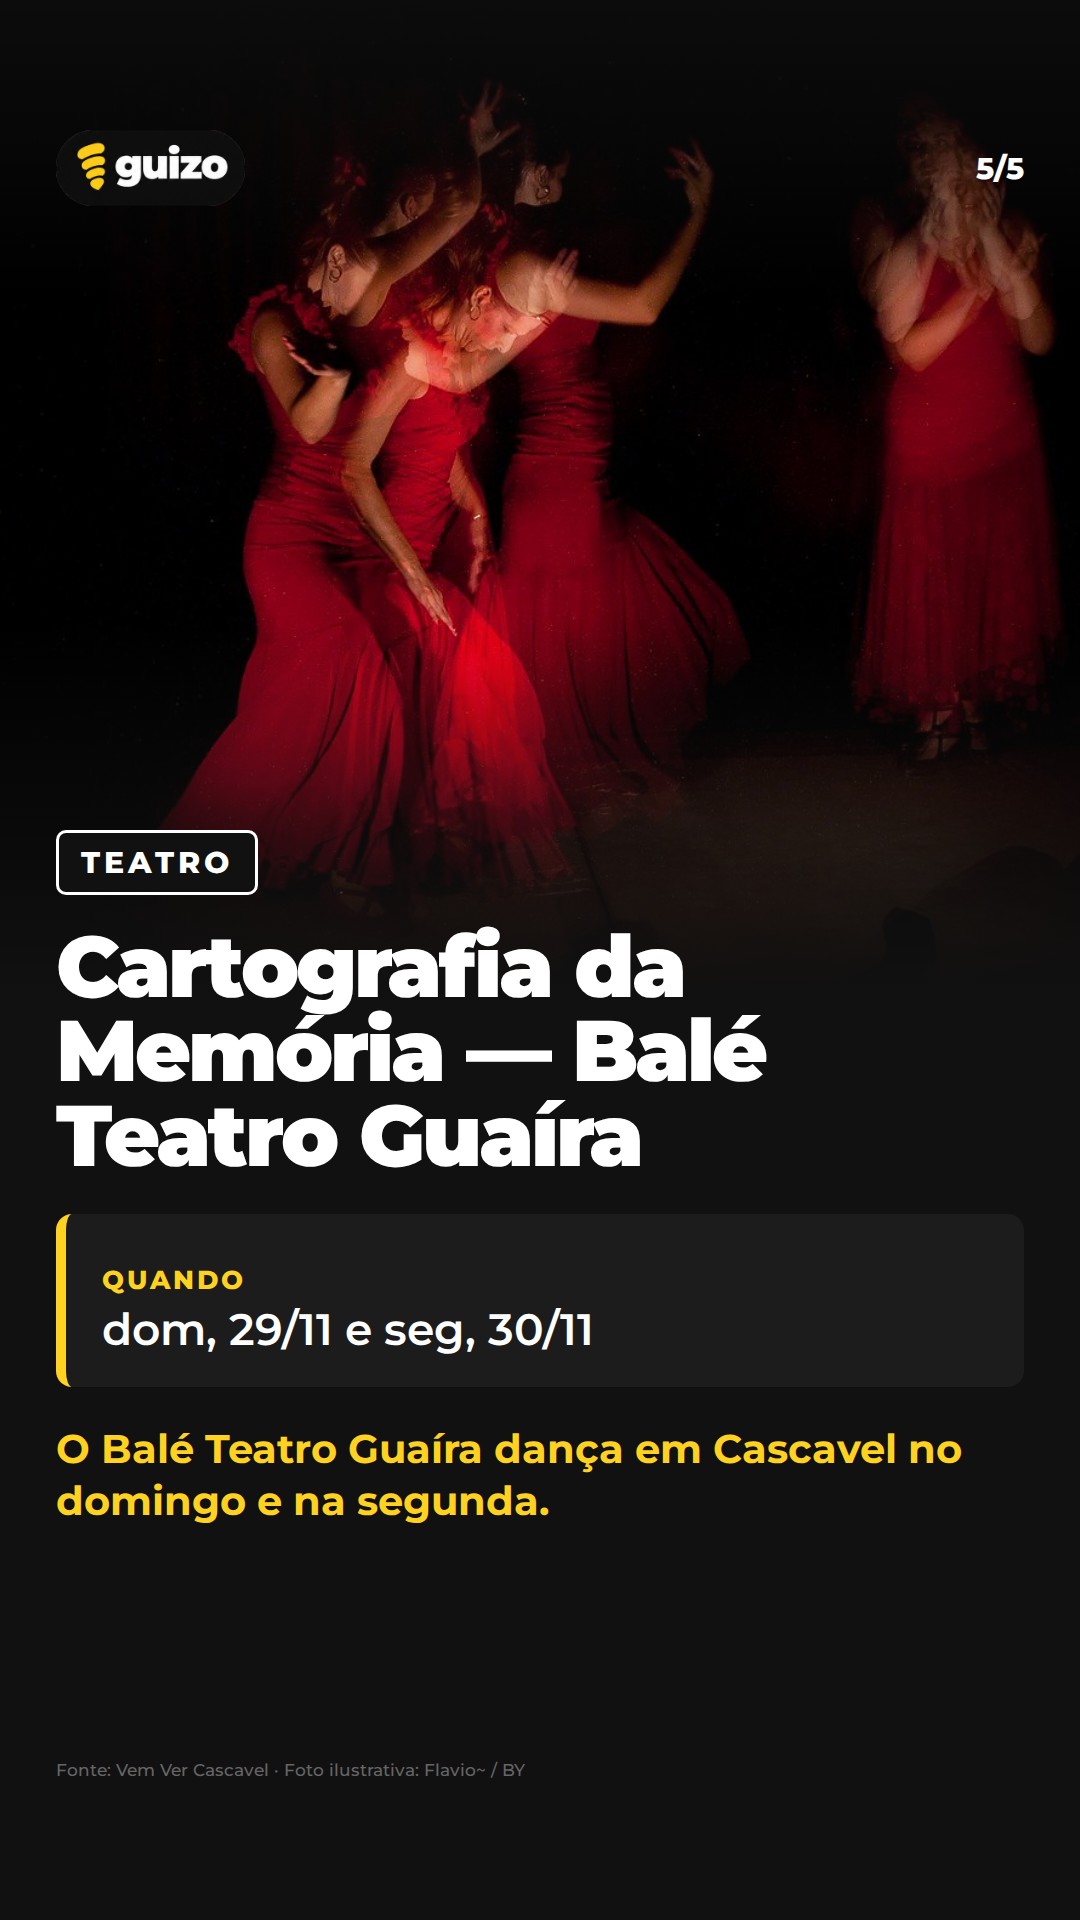 guizo
5/5
TEATRO
Cartografia da
Memória — Balé
Teatro Guaíra
QUANDO
dom, 29/11 e seg, 30/11
O Balé Teatro Guaíra dança em Cascavel no
domingo e na segunda.
Fonte: Vem Ver Cascavel · Foto ilustrativa: Flavio~ / BY